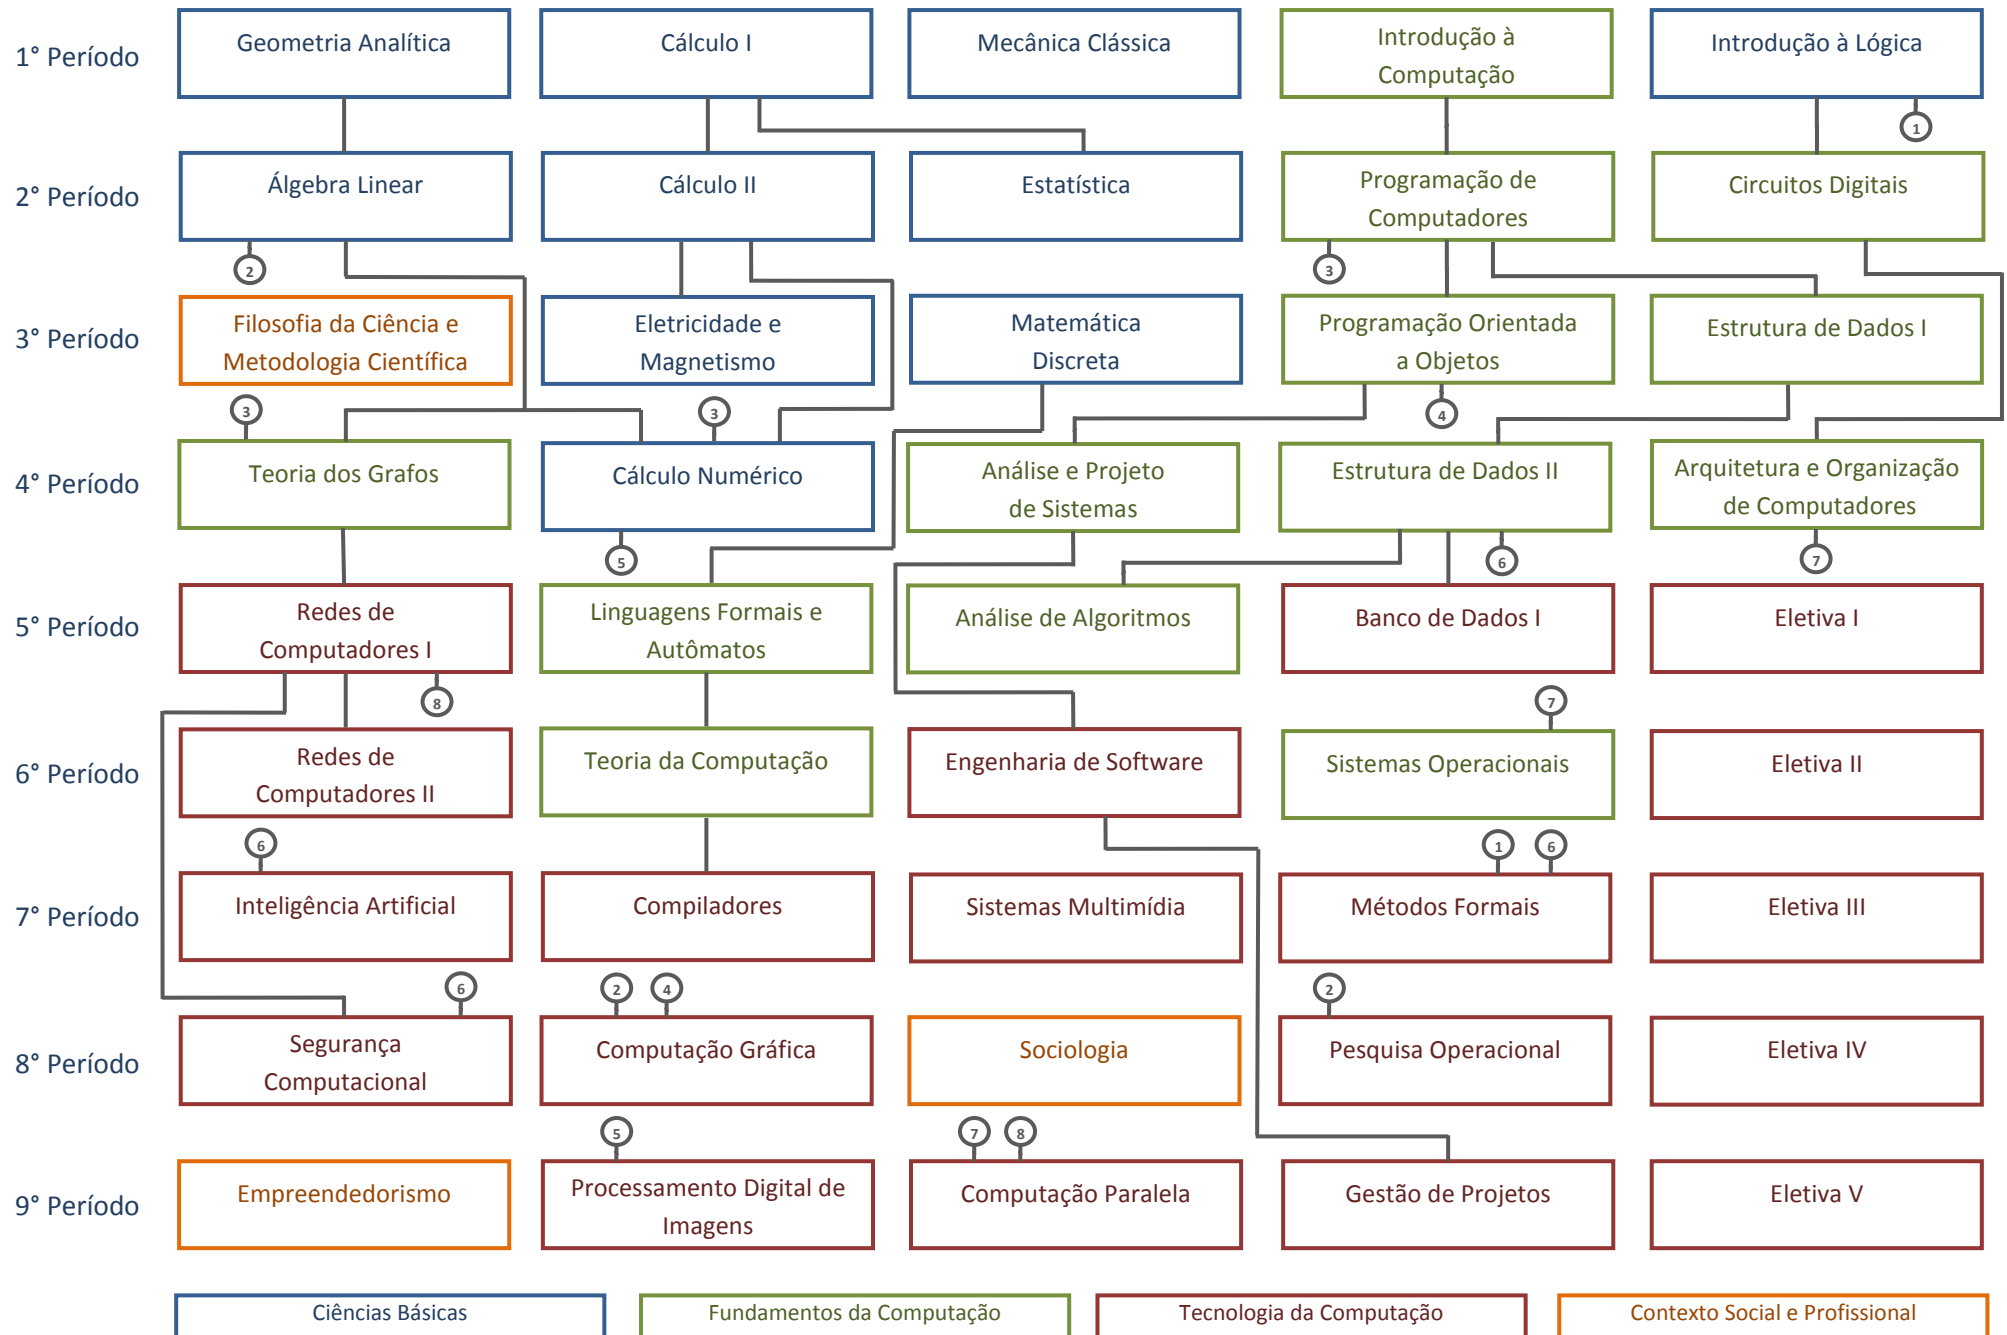 1° Período
Geometria Analítica
Cálculo I
Mecânica Clássica
Introdução à
Computação
Introdução à Lógica
1
2° Período
Álgebra Linear
Cálculo II
Estatística
Programação de
Computadores
Circuitos Digitais
2
3
3° Período
Filosofia da Ciência e
Metodologia Científica
Eletricidade e
Magnetismo
Matemática
Discreta
Programação Orientada
a Objetos
Estrutura de Dados I
3
3
4
4° Período
Teoria dos Grafos
Cálculo Numérico
Análise e Projeto
de Sistemas
Estrutura de Dados II
Arquitetura e Organização
de Computadores
5
6
7
5° Período
Redes de
Computadores I
Linguagens Formais e
Autômatos
Análise de Algoritmos
Banco de Dados I
Eletiva I
8
7
6° Período
Redes de
Computadores II
Teoria da Computação
Engenharia de Software
Sistemas Operacionais
Eletiva II
6
1
6
7° Período
Inteligência Artificial
Compiladores
Sistemas Multimídia
Métodos Formais
Eletiva III
6
2
4
2
8° Período
Segurança
Computacional
Computação Gráfica
Sociologia
Pesquisa Operacional
Eletiva IV
5
7
8
9° Período
Empreendedorismo
Processamento Digital de
Imagens
Computação Paralela
Gestão de Projetos
Eletiva V
Ciências Básicas
Fundamentos da Computação
Tecnologia da Computação
Contexto Social e Profissional